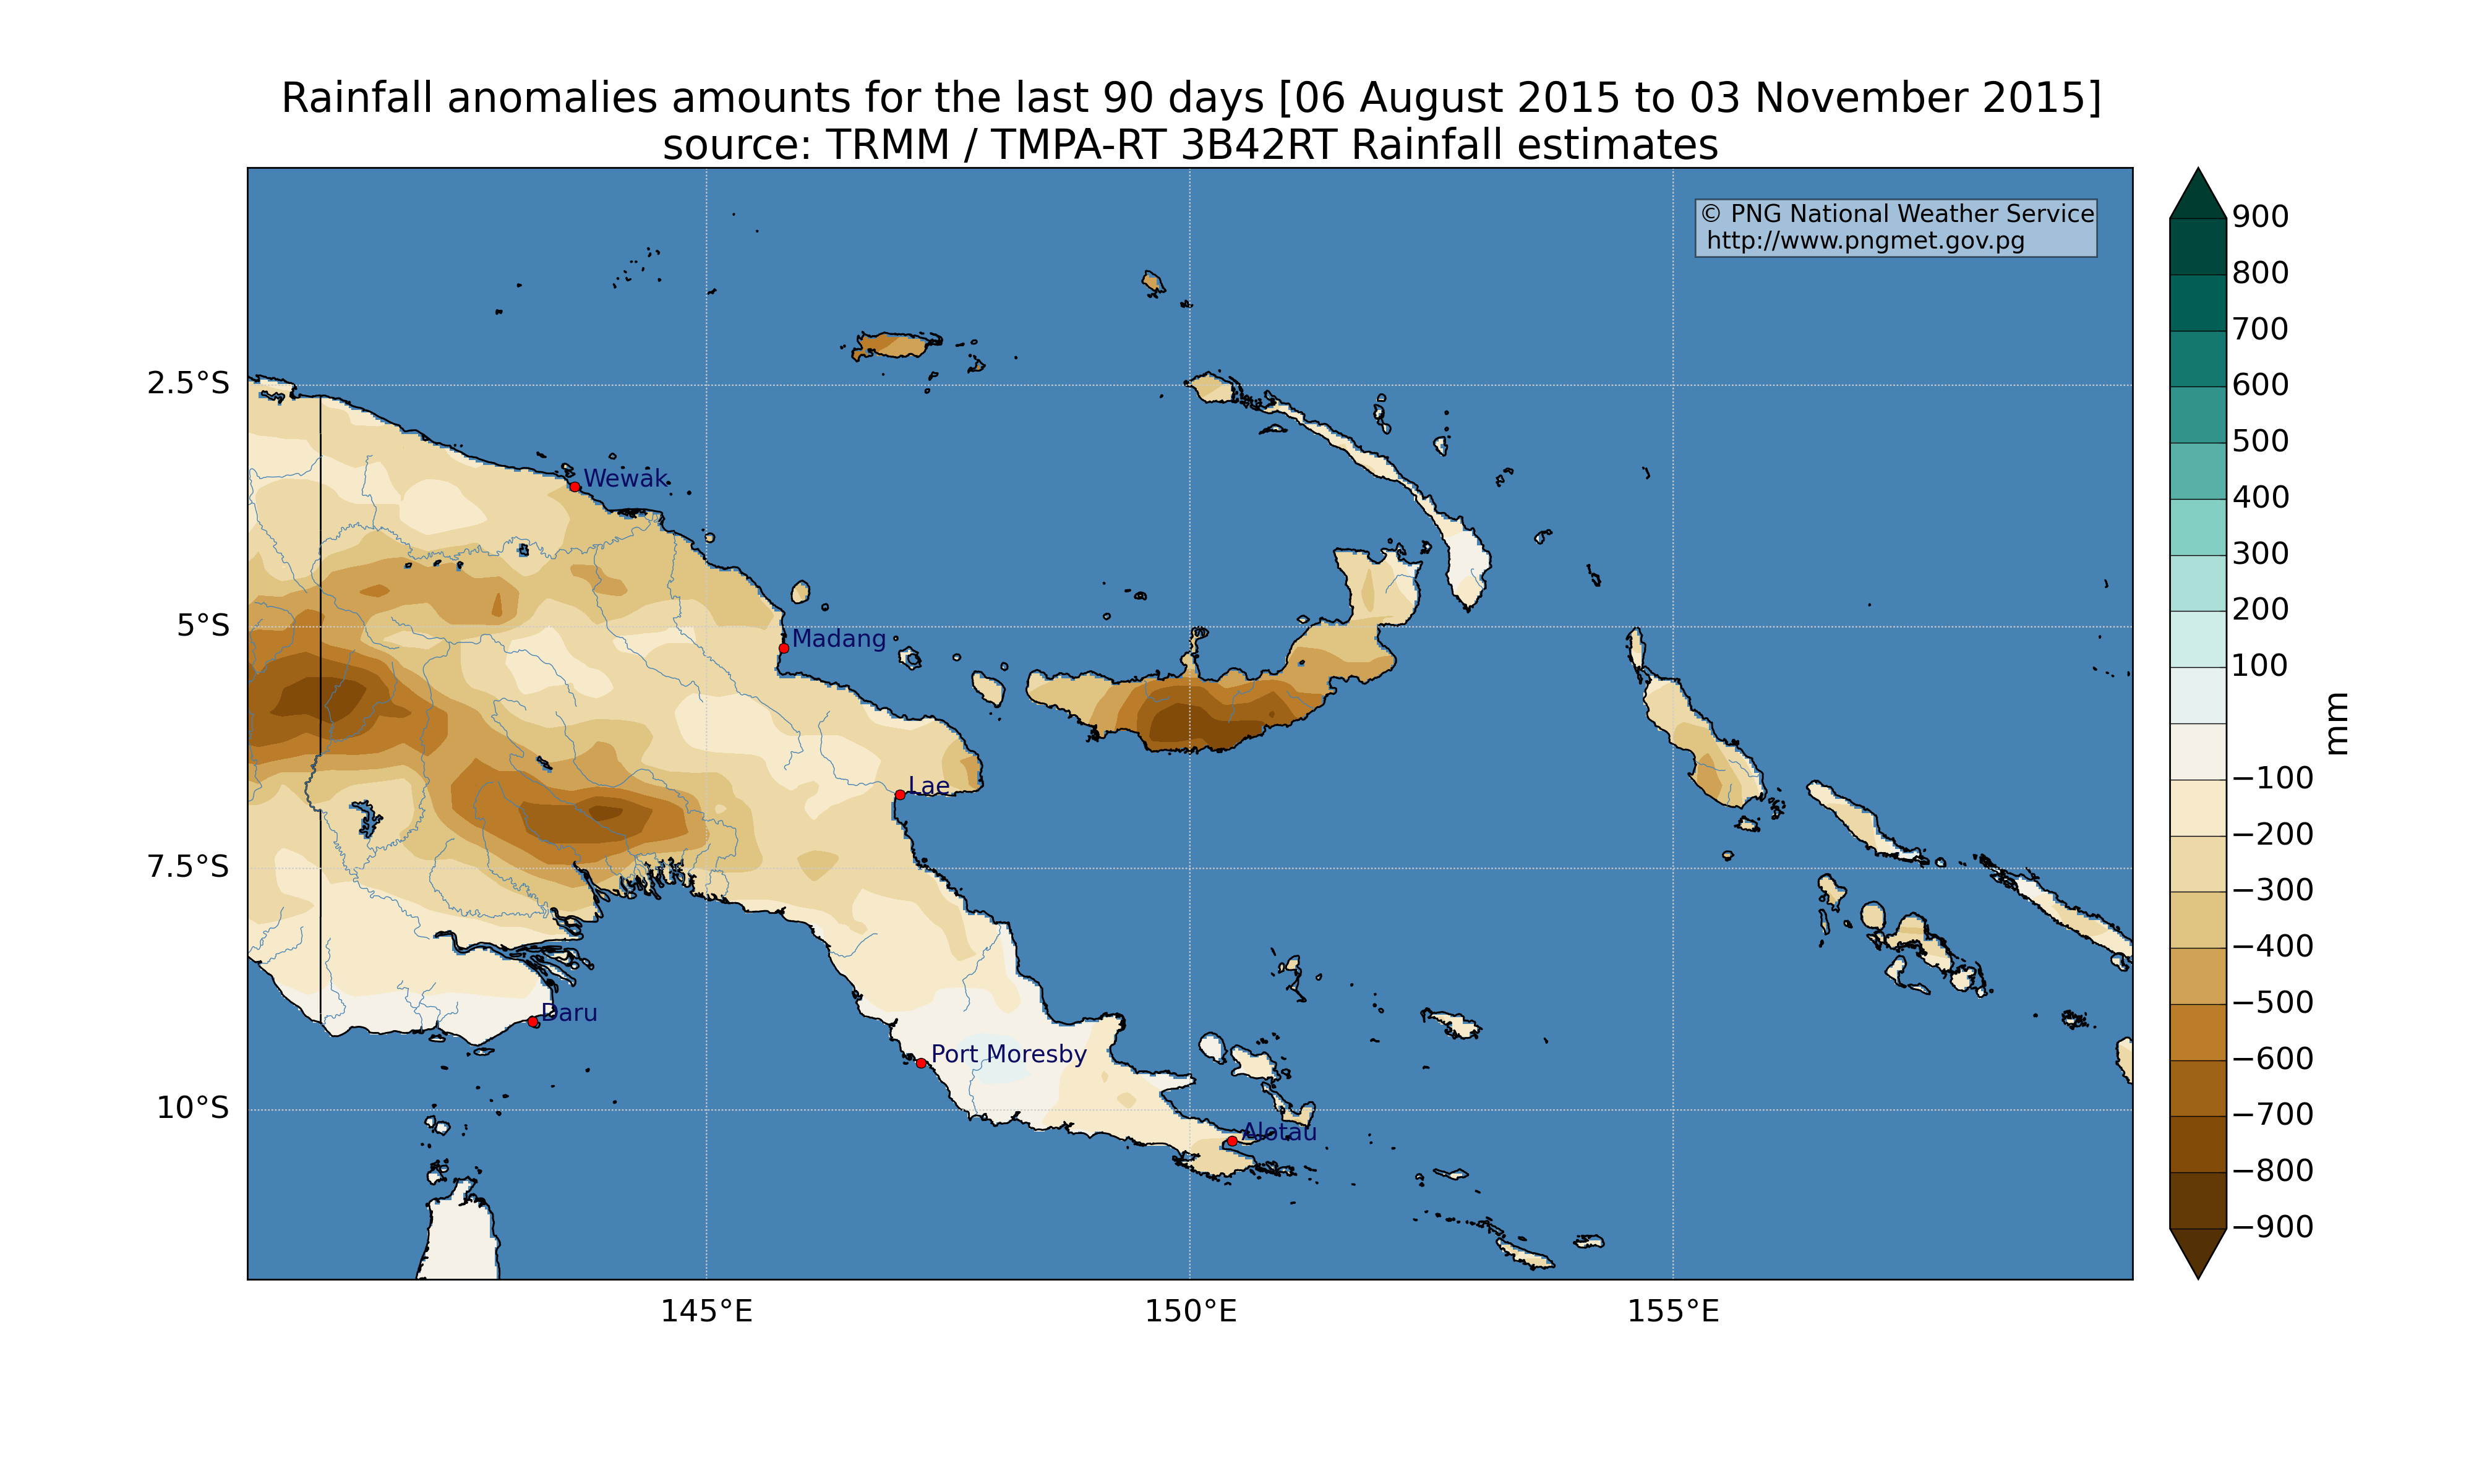 Rainfall anomalies amounts for the last 90 days [06 August 2015 to 03 November 2015]
source: TRMM / TMPA-RT 3B42RT Rainfall estimates
© PNG National Weather Service
http://www.pngmet.gov.pg
2.5°S
5°S
7.5°S
10°S
145°E
150°E
155°E
Wewak
Madang
Lae
Daru
Port Moresby
Alotau
900
800
700
600
500
400
300
200
100
−100
−200
−300
−400
−500
−600
−700
−800
−900
mm